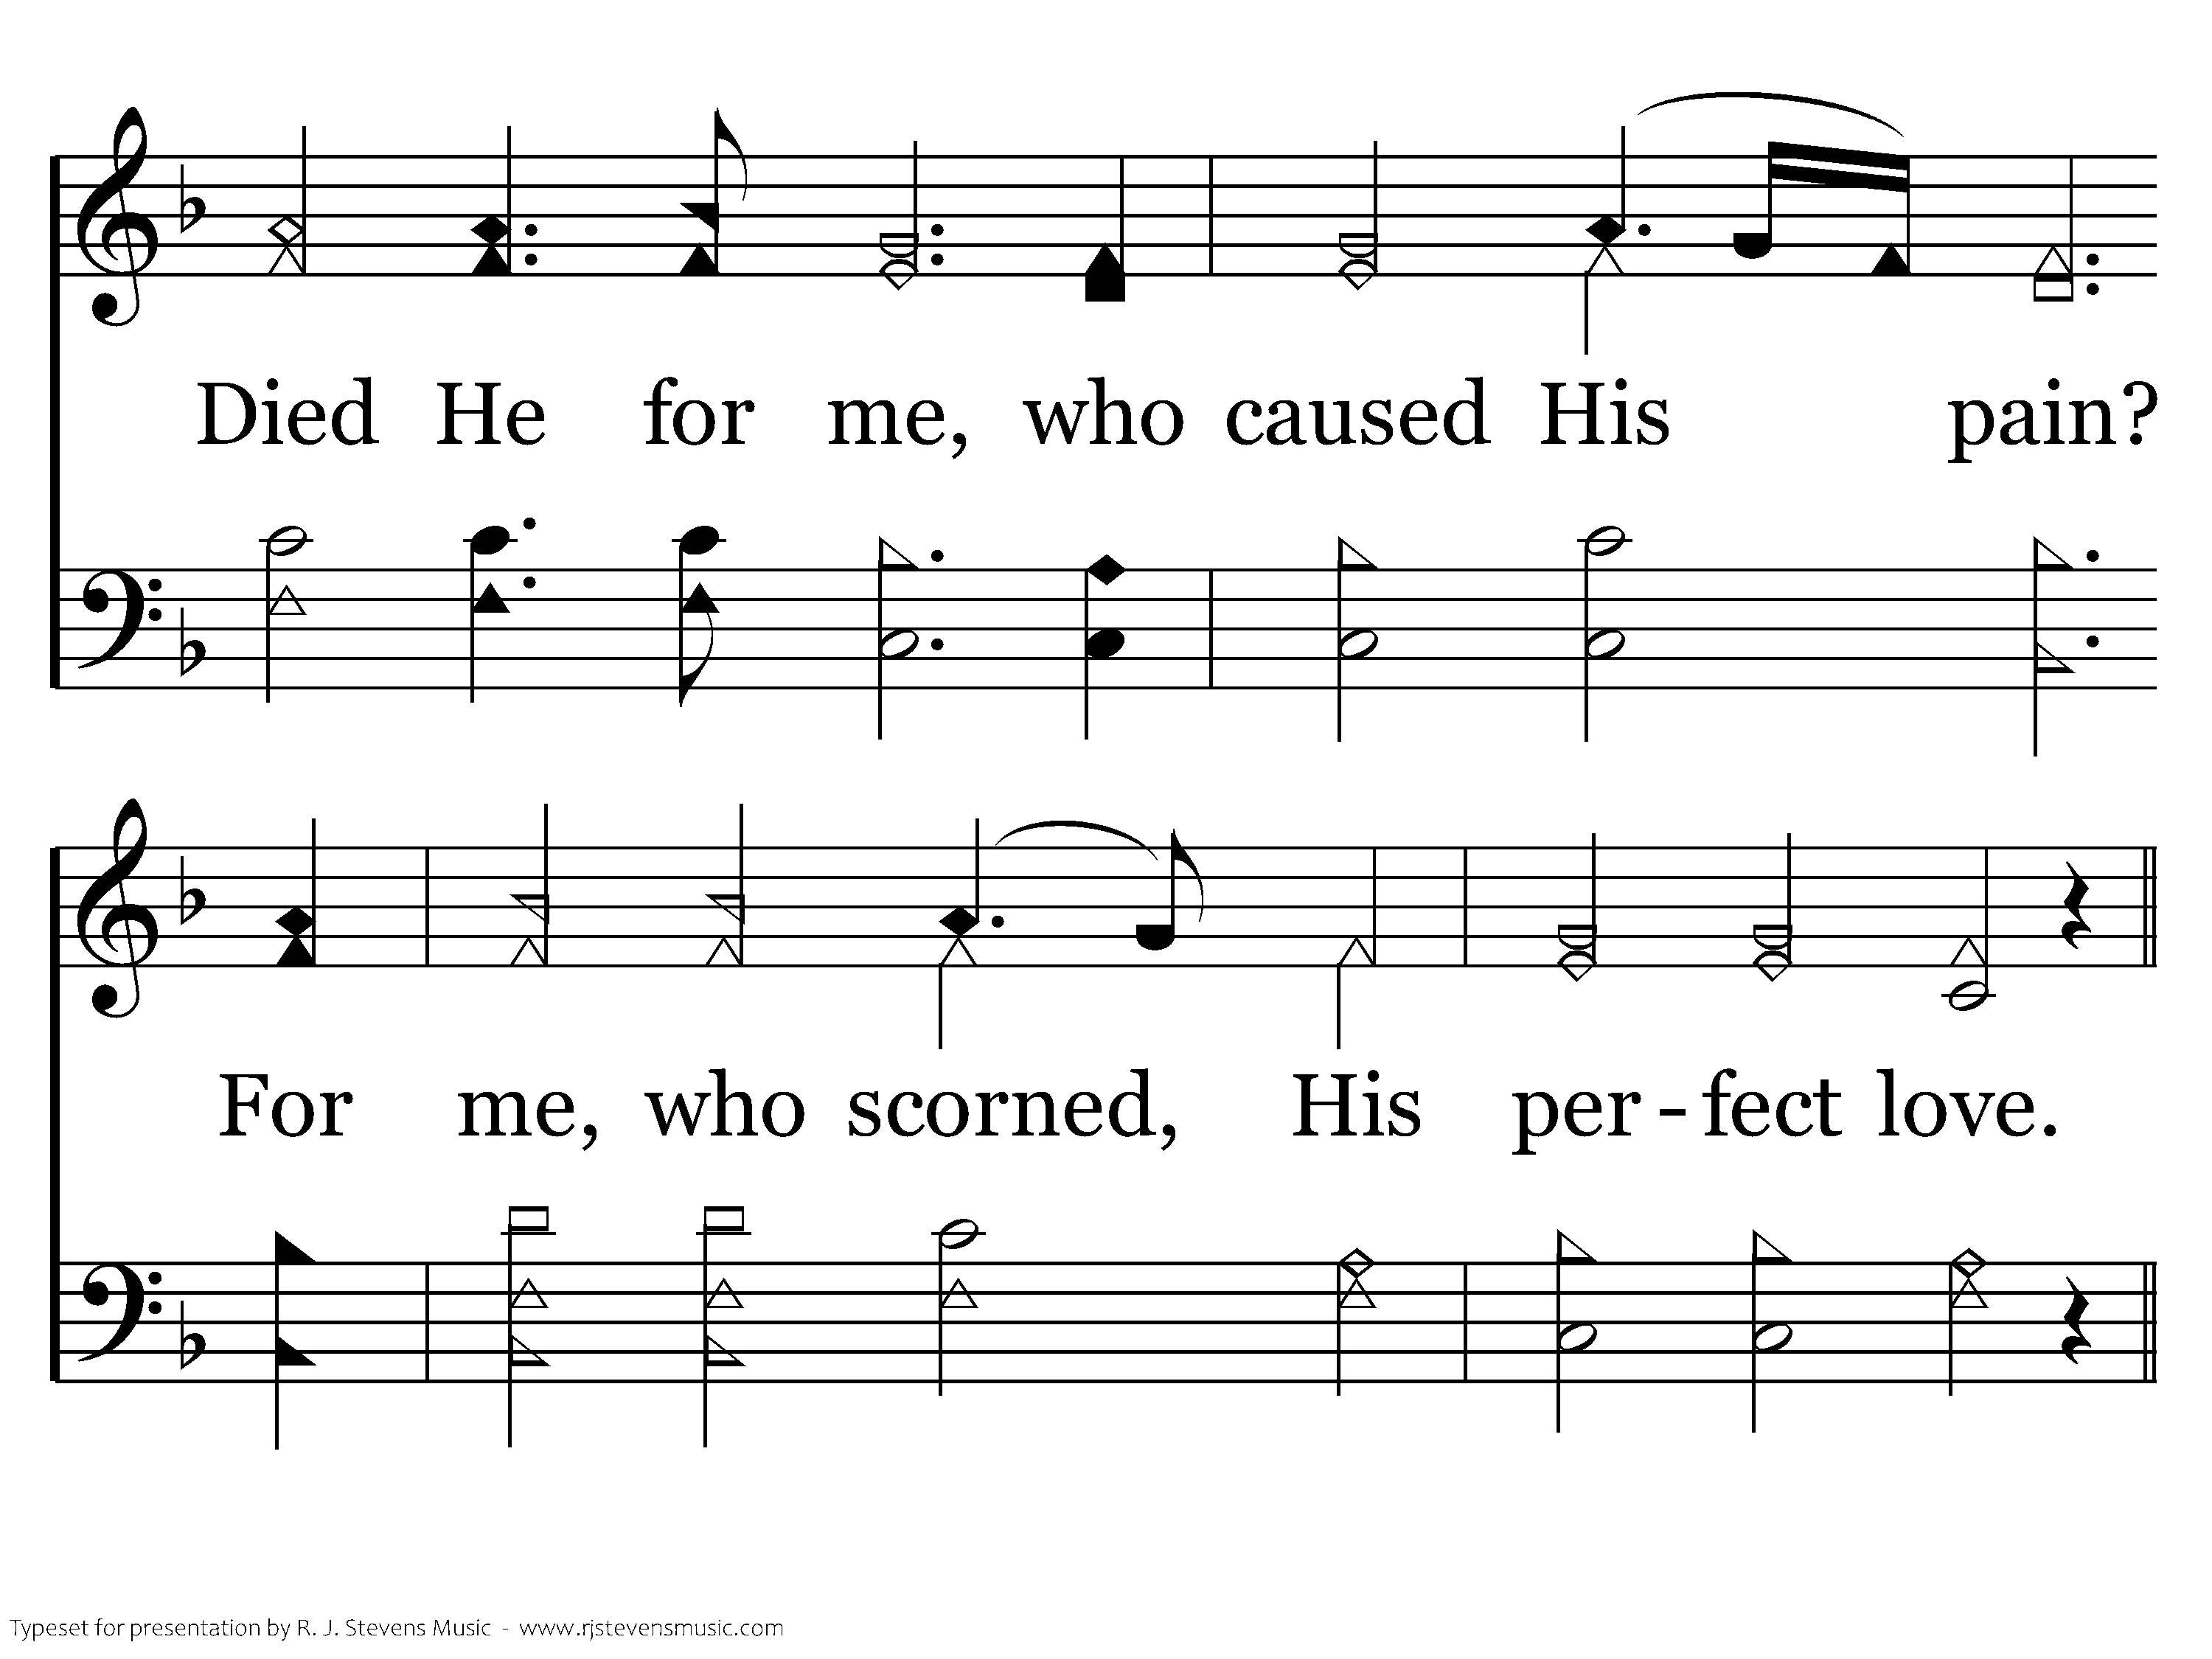 Died He for me, who caused His pain?
For me, who scorned, His per - fect love.
Typeset for presentation by R. J. Stevens Music - www.rjstevensmusic.com